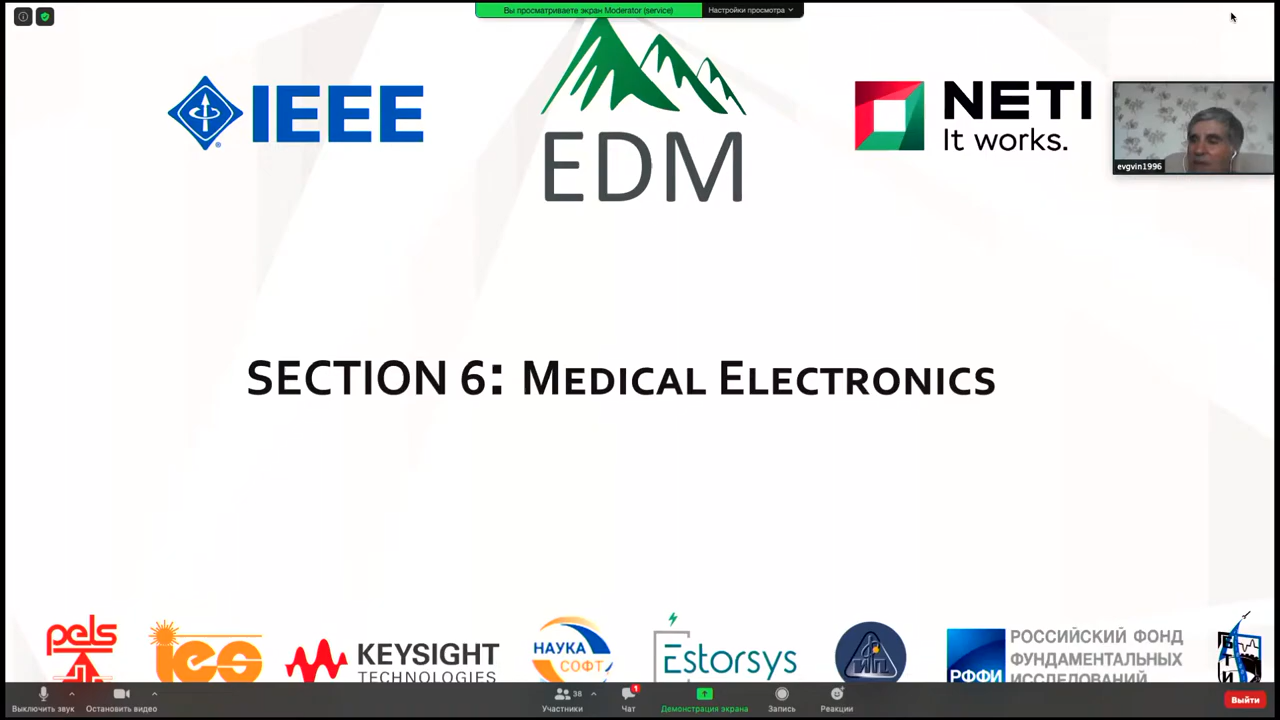 Вы просматриваете экран Moderator (service)
Настройки просмотра
IEEE
EDM
NETI
It works.
evgvin1996
SECTION 6: MEDICAL ELECTRONICS
pels
ies
KEYSIGHT
TECHNOLOGIES
НАУКА
СОФТ
Estorsys
РФФИ
РОССИЙСКИЙ ФОНД
ФУНДАМЕНТАЛЬНЫХ
ИССЛЕДОВАНИЙ
Выключить звук
Остановить видео
38
Участники
1
Чат
Демонстрация экрана
Запись
Реакции
Выйти